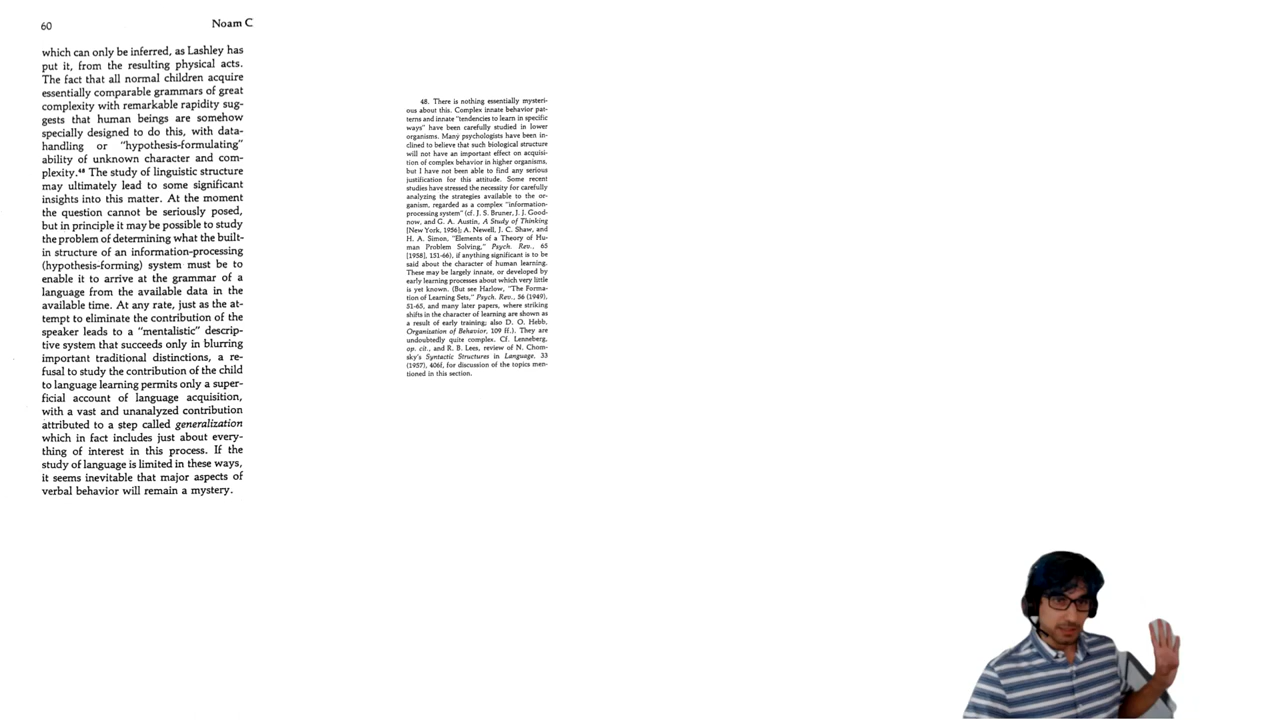 60
Noam C
which can only be inferred, as Lashley has
put it, from the resulting physical acts.
The fact that all normal children acquire
essentially comparable grammars of great
complexity with remarkable rapidity sug-
gests that human beings are somehow
specially designed to do this, with data-
handling or "hypothesis-formulating"
ability of unknown character and com-
plexity.⁴⁸ The study of linguistic structure
may ultimately lead to some significant
insights into this matter. At the moment
the question cannot be seriously posed,
but in principle it may be possible to study
the problem of determining what the built-
in structure of an information-processing
(hypothesis-forming) system must be to
enable it to arrive at the grammar of a
language from the available data in the
available time. At any rate, just as the at-
tempt to eliminate the contribution of the
speaker leads to a "mentalistic" descrip-
tive system that succeeds only in blurring
important traditional distinctions, a re-
fusal to study the contribution of the child
to language learning permits only a super-
ficial account of language acquisition,
with a vast and unanalyzed contribution
attributed to a step called generalization
which in fact includes just about every-
thing of interest in this process. If the
study of language is limited in these ways,
it seems inevitable that major aspects of
verbal behavior will remain a mystery.
48. There is nothing essentially mysteri-
ous about this. Complex innate behavior pat-
terns and innate "tendencies to learn in specific
ways" have been carefully studied in lower
organisms. Many psychologists have been in-
clined to believe that such biological structure
will not have an important effect on acquisi-
tion of complex behavior in higher organisms,
but I have not been able to find any serious
justification for this attitude. Some recent
studies have stressed the necessity for carefully
analyzing the strategies available to the or-
ganism, regarded as a complex "information-
processing system" (cf. J. S. Bruner, J. J. Good-
now, and G. A. Austin, A Study of Thinking
[New York, 1956]; A. Newell, J. C. Shaw, and
H. A. Simon, "Elements of a Theory of Hu-
man Problem Solving," Psych. Rev., 65
[1958], 151-66), if anything significant is to be
said about the character of human learning.
These may be largely innate, or developed by
early learning processes about which very little
is yet known. (But see Harlow, "The Forma-
tion of Learning Sets," Psych. Rev., 56 (1949),
51-65, and many later papers, where striking
shifts in the character of learning are shown as
a result of early training; also D. O. Hebb,
Organization of Behavior, 109 ff.). They are
undoubtedly quite complex. Cf. Lenneberg,
op. cit., and R. B. Lees, review of N. Chom-
sky's Syntactic Structures in Language, 33
(1957), 406f, for discussion of the topics men-
tioned in this section.